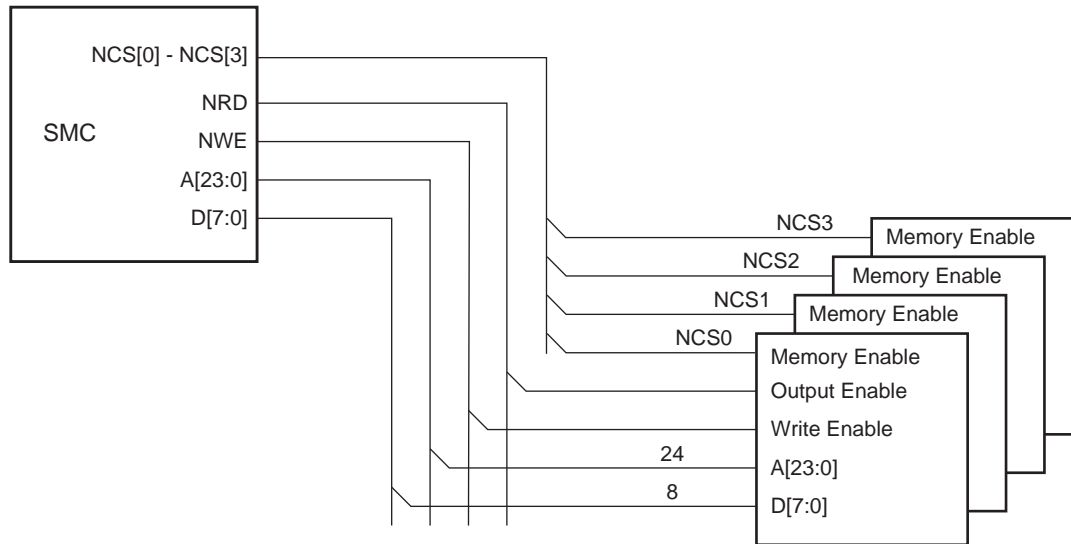 NCS[0] - NCS[3]
NRD
SMC
NWE
A[23:0]
D[7:0]
NCS3
Memory Enable
NCS2
Memory Enable
NCS1
Memory Enable
NCS0
Memory Enable
Output Enable
Write Enable
24
A[23:0]
8
D[7:0]